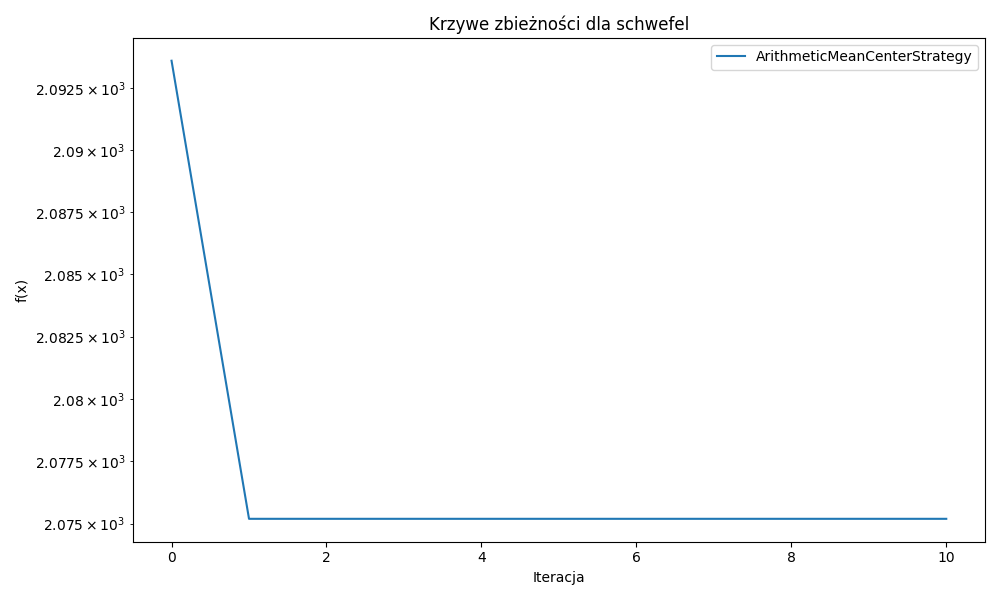 Krzywe zbieżności dla schwefel
ArithmeticMeanCenterStrategy
2.0925 × 10³
2.09 × 10³
2.0875 × 10³
2.085 × 10³
2.0825 × 10³
2.08 × 10³
2.0775 × 10³
2.075 × 10³
f(x)
0 2 4 6 8 10
Iteracja